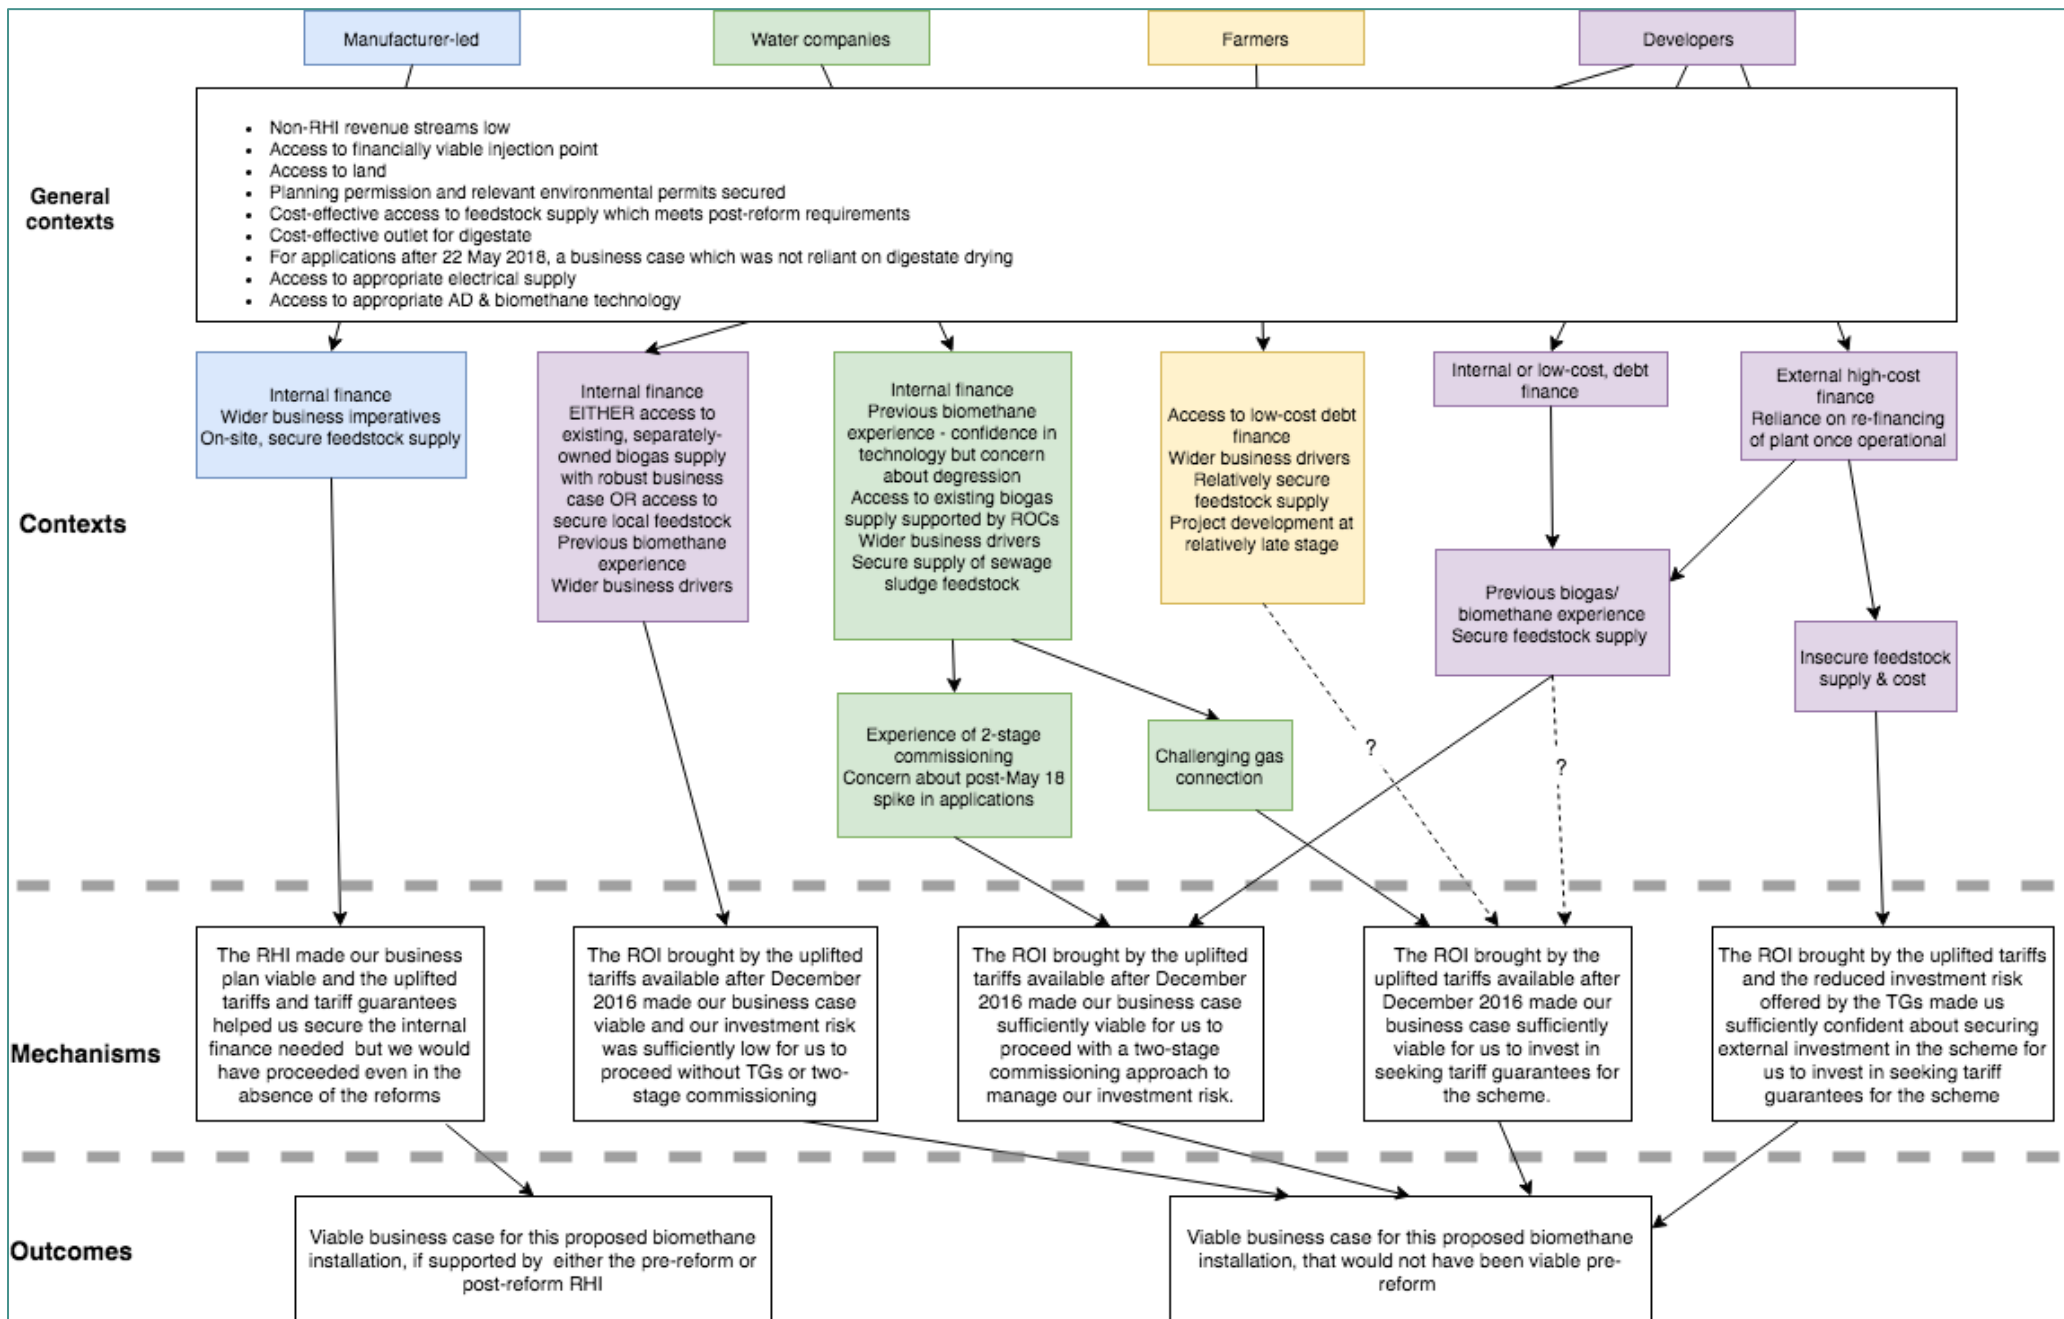 Manufacturer-led
Water companies
Farmers
Developers
General
contexts
• Non-RHI revenue streams low
• Access to financially viable injection point
• Access to land
• Planning permission and relevant environmental permits secured
• Cost-effective access to feedstock supply which meets post-reform requirements
• Cost-effective outlet for digestate
• For applications after 22 May 2018, a business case which was not reliant on digestate drying
• Access to appropriate electrical supply
• Access to appropriate AD & biomethane technology
Contexts
Internal finance
Wider business imperatives
On-site, secure feedstock supply
Internal finance
EITHER access to
existing, separately-
owned biogas supply
with robust business
case OR access to
secure local feedstock
Previous biomethane
experience
Wider business drivers
Internal finance
Previous biomethane
experience - confidence in
technology but concern
about degression
Access to existing biogas
supply supported by ROCs
Wider business drivers
Secure supply of sewage
sludge feedstock
Access to low-cost debt
finance
Wider business drivers
Relatively secure
feedstock supply
Project development at
relatively late stage
Internal or low-cost, debt
finance
External high-cost
finance
Reliance on re-financing
of plant once operational
Previous biogas/
biomethane experience
Secure feedstock supply
Insecure feedstock
supply & cost
Experience of 2-stage
commissioning
Concern about post-May 18
spike in applications
Challenging gas
connection
?
?
Mechanisms
The RHI made our business
plan viable and the uplifted
tariffs and tariff guarantees
helped us secure the internal
finance needed but we would
have proceeded even in the
absence of the reforms
The ROI brought by the uplifted
tariffs available after December
2016 made our business case
viable and our investment risk
was sufficiently low for us to
proceed without TGs or two-
stage commissioning
The ROI brought by the uplifted
tariffs available after December
2016 made our business case
sufficiently viable for us to
proceed with a two-stage
commissioning approach to
manage our investment risk.
The ROI brought by the
uplifted tariffs available after
December 2016 made our
business case sufficiently
viable for us to invest in
seeking tariff guarantees for
the scheme.
The ROI brought by the uplifted tariffs
and the reduced investment risk
offered by the TGs made us
sufficiently confident about securing
external investment in the scheme for
us to invest in seeking tariff
guarantees for the scheme
Outcomes
Viable business case for this proposed biomethane
installation, if supported by either the pre-reform or
post-reform RHI
Viable business case for this proposed biomethane
installation, that would not have been viable pre-
reform